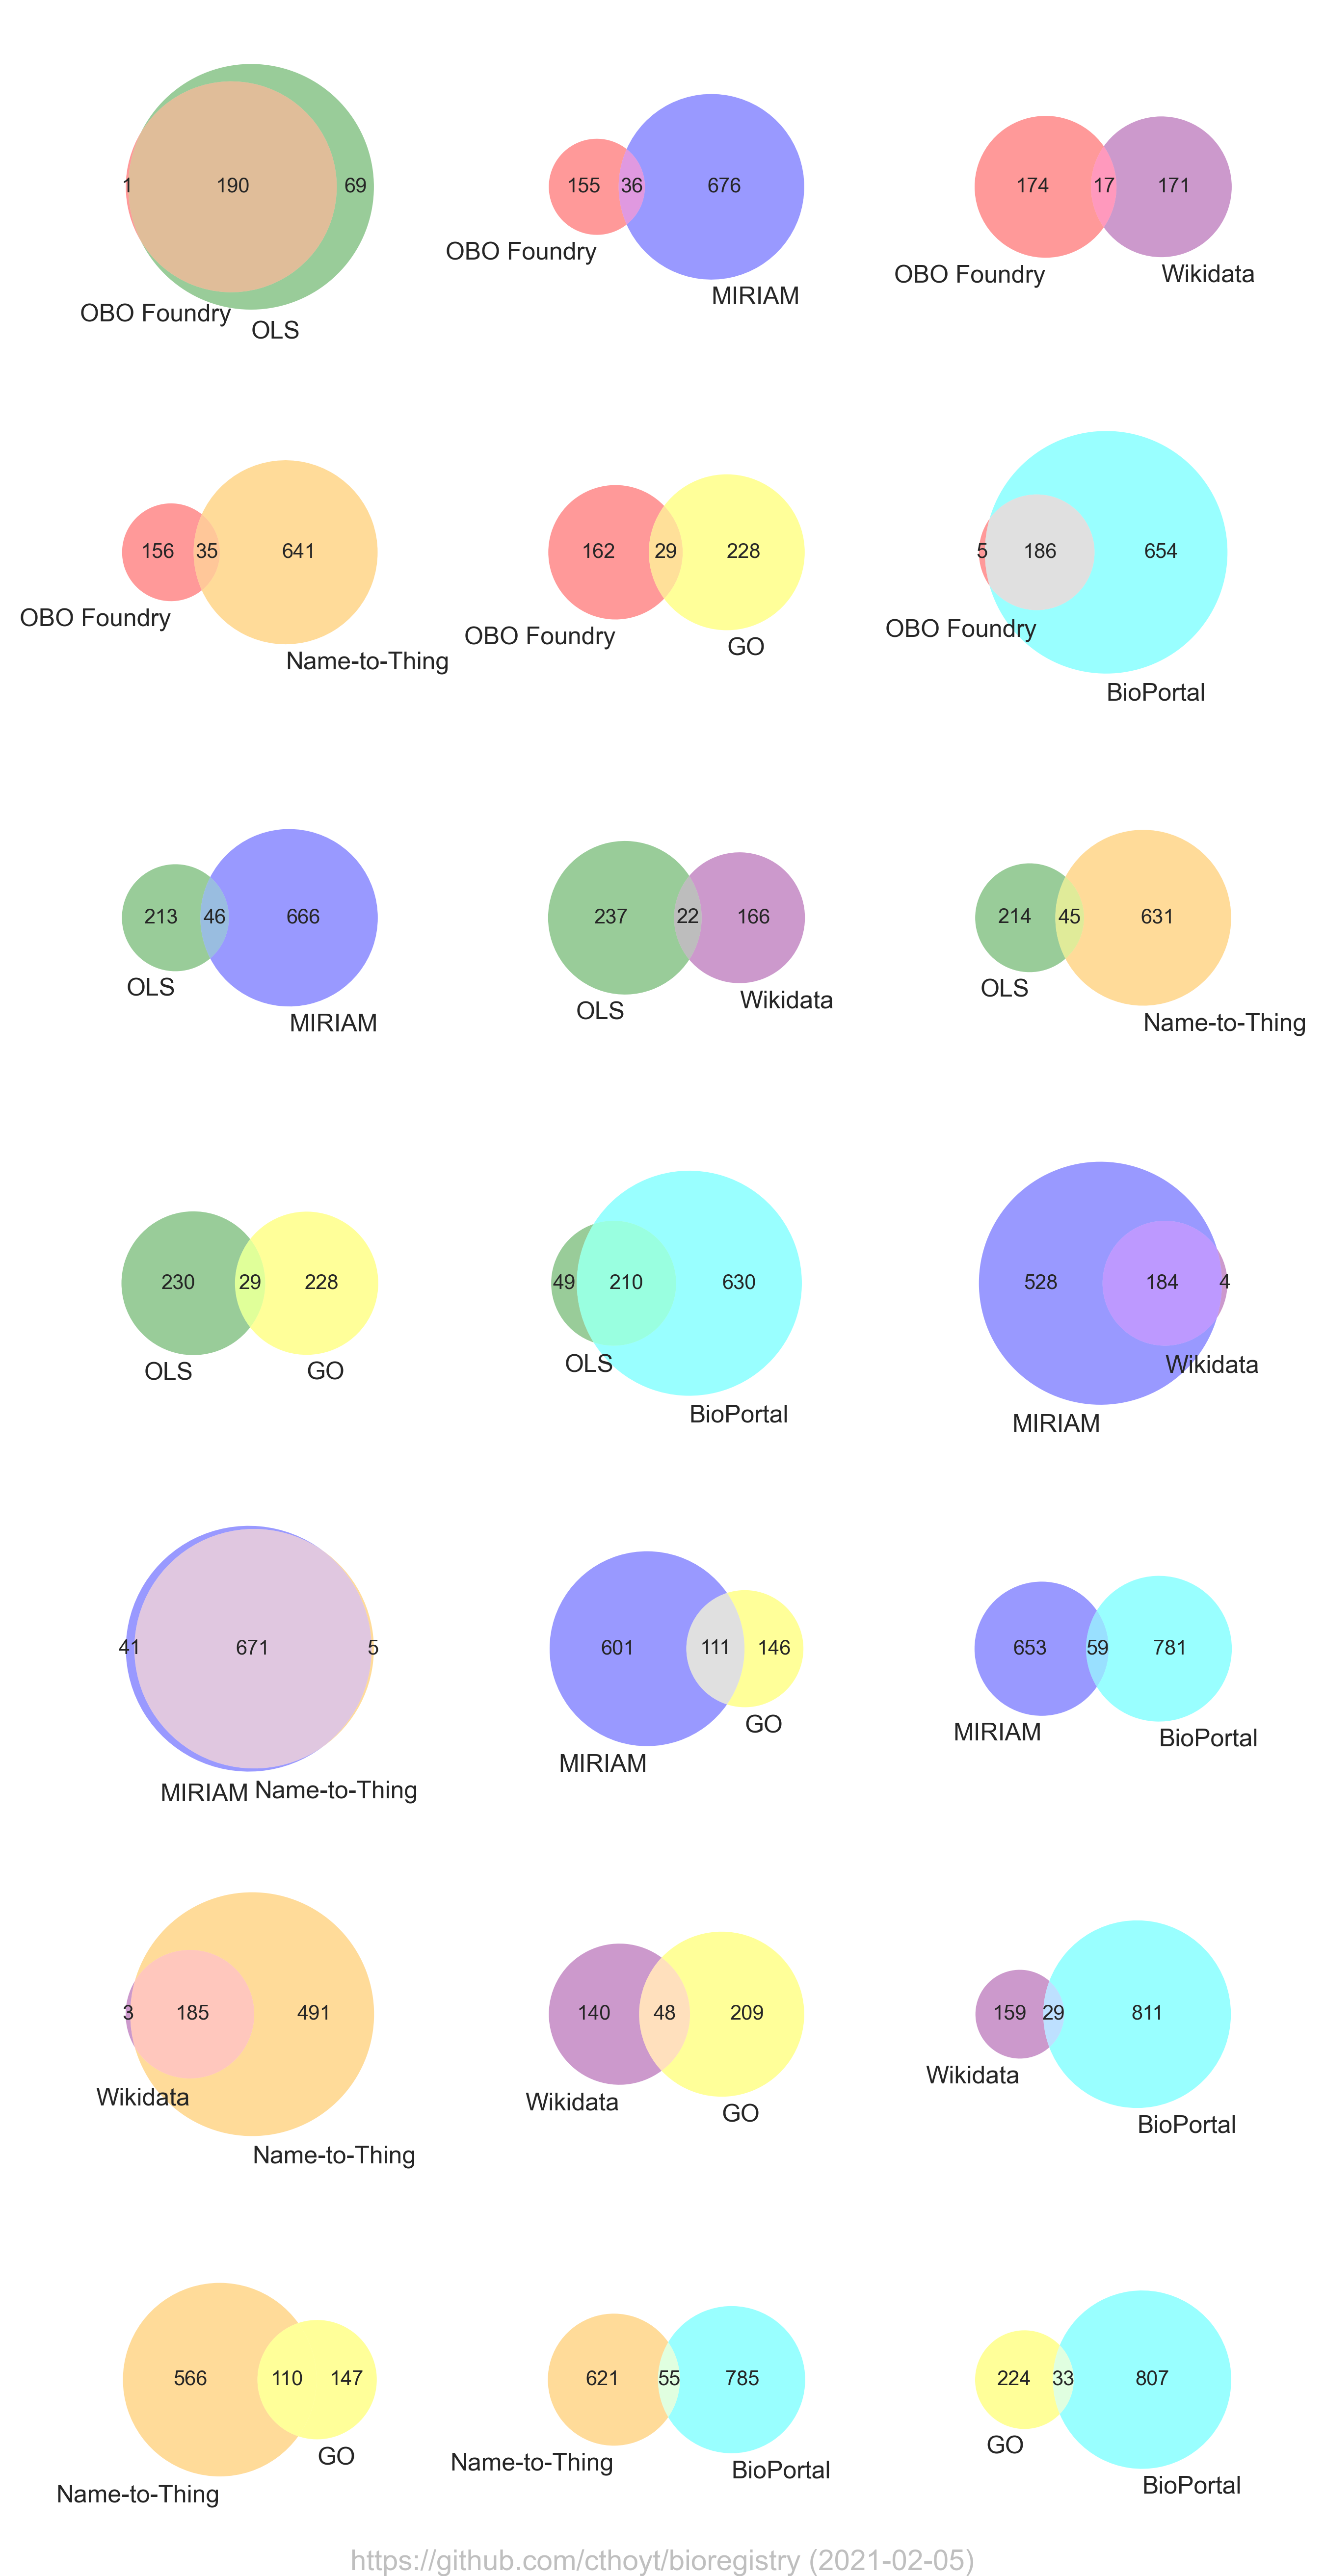 1 190 69
OBO Foundry
OLS
155 36 676
OBO Foundry
MIRIAM
174 17 171
OBO Foundry
Wikidata
156 35 641
OBO Foundry
Name-to-Thing
162 29 228
OBO Foundry
GO
5 186 654
OBO Foundry
BioPortal
213 46 666
OLS
MIRIAM
237 22 166
OLS
Wikidata
214 45 631
OLS
Name-to-Thing
230 29 228
OLS
GO
49 210 630
OLS
BioPortal
528 184 4
Wikidata
MIRIAM
41 671 5
MIRIAM Name-to-Thing
601 111 146
GO
MIRIAM
653 59 781
MIRIAM
BioPortal
3 185 491
Wikidata
Name-to-Thing
140 48 209
Wikidata
GO
159 29 811
Wikidata
BioPortal
566 110 147
GO
Name-to-Thing
621 55 785
Name-to-Thing
BioPortal
224 33 807
GO
BioPortal
https://github.com/cthoyt/bioregistry (2021-02-05)